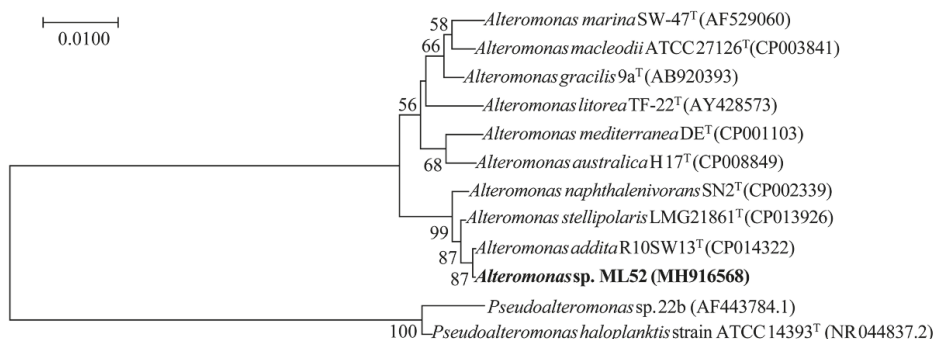 0.0100
58
66
56
68
99
87
87
100
Alteromonas marina SW-47ᵀ (AF529060)
Alteromonas macleodii ATCC 27126ᵀ (CP003841)
Alteromonas gracilis 9aᵀ (AB920393)
Alteromonas litorea TF-22ᵀ (AY428573)
Alteromonas mediterranea DEᵀ (CP001103)
Alteromonas australica H 17ᵀ (CP008849)
Alteromonas naphthalenivorans SN2ᵀ (CP002339)
Alteromonas stellipolaris LMG21861ᵀ (CP013926)
Alteromonas addita R10SW13ᵀ (CP014322)
Alteromonas sp. ML52 (MH916568)
Pseudoalteromonas sp. 22b (AF443784.1)
Pseudoalteromonas haloplanktis strain ATCC 14393ᵀ (NR 044837.2)